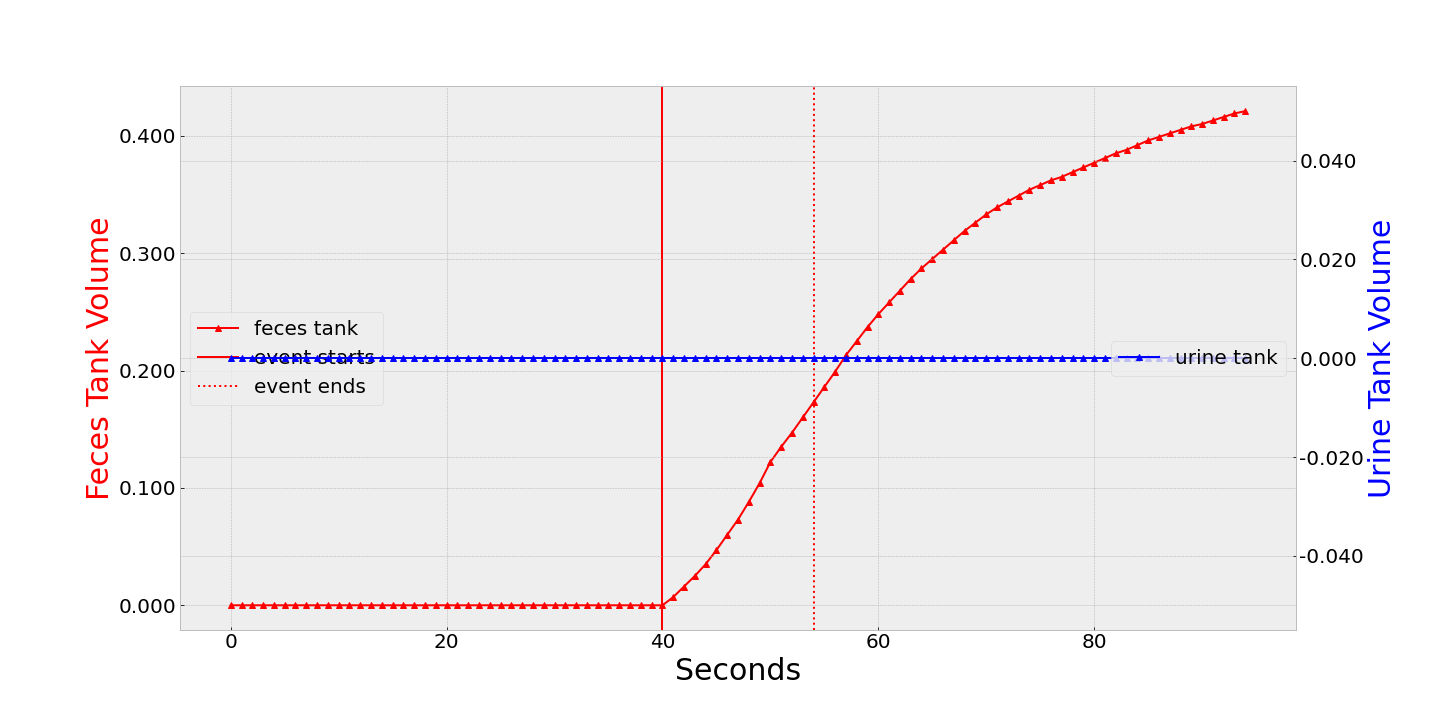 0.400
0.300
0.200
0.100
0.000
Feces Tank Volume
feces tank
event starts
event ends
urine tank
0.040
0.020
0.000
-0.020
-0.040
Urine Tank Volume
0 20 40 60 80
Seconds